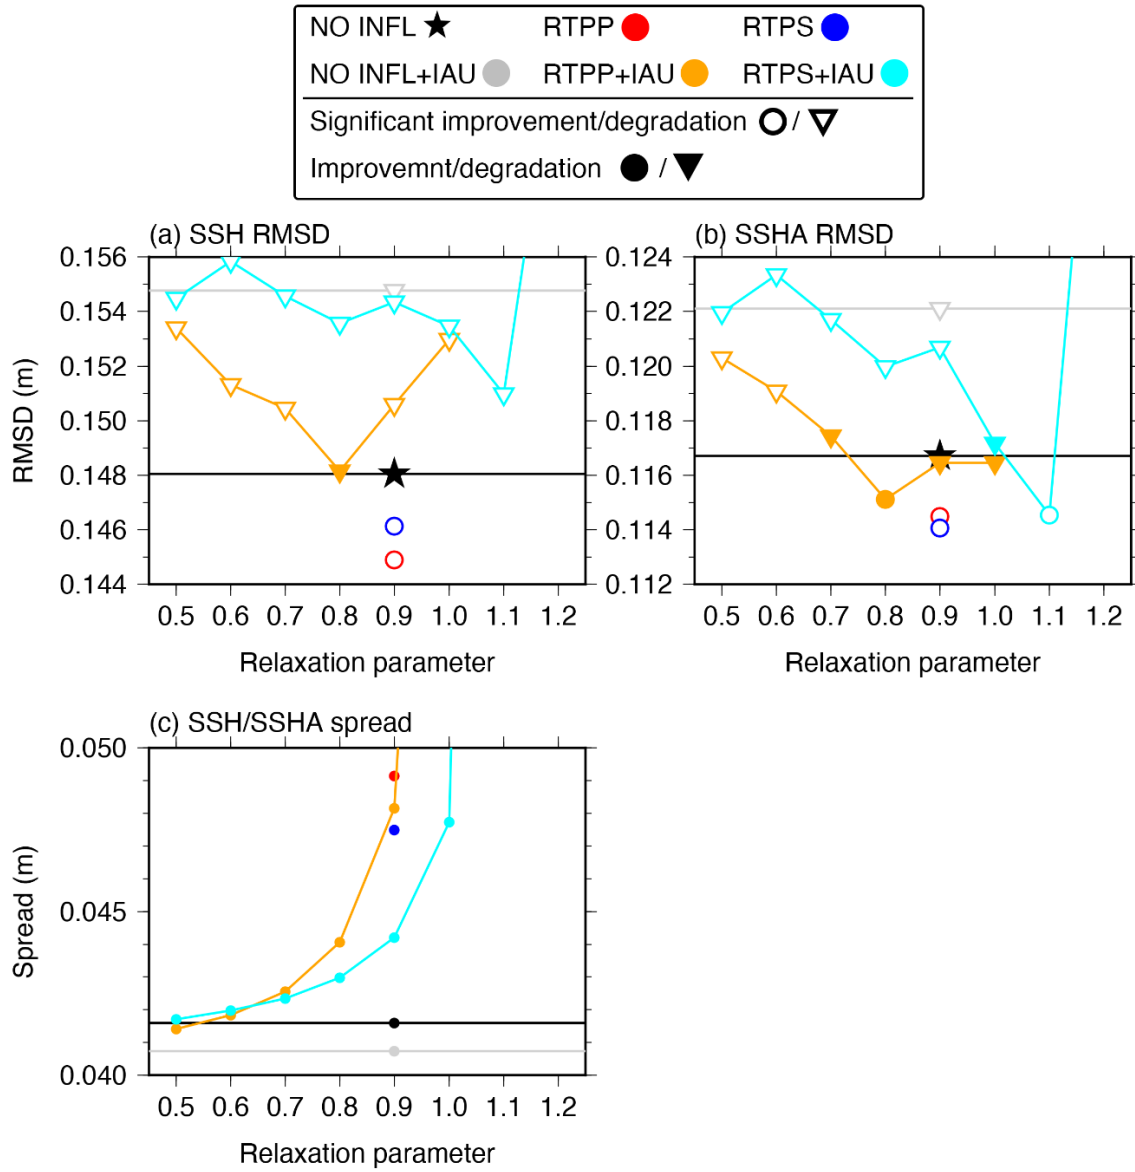 NO INFL RTPP RTPS
NO INFL+IAU RTPP+IAU RTPS+IAU
Significant improvement/degradation /
Improvemnt/degradation /
(a) SSH RMSD
RMSD (m)
0.156
0.154
0.152
0.150
0.148
0.146
0.144
0.5 0.6 0.7 0.8 0.9 1.0 1.1 1.2
Relaxation parameter
(b) SSHA RMSD
0.124
0.122
0.120
0.118
0.116
0.114
0.112
0.5 0.6 0.7 0.8 0.9 1.0 1.1 1.2
Relaxation parameter
(c) SSH/SSHA spread
Spread (m)
0.050
0.045
0.040
0.5 0.6 0.7 0.8 0.9 1.0 1.1 1.2
Relaxation parameter